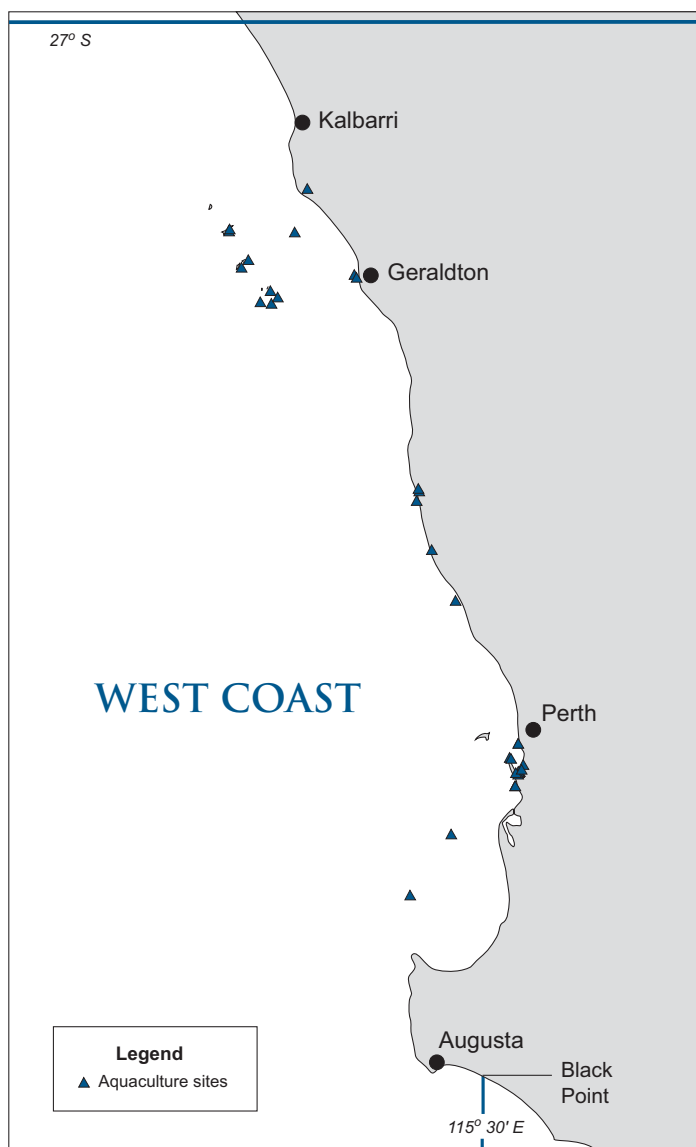 27° S
Kalbarri
Geraldton
WEST COAST
Perth
Augusta
Black
Point
115° 30' E
Legend
Aquaculture sites